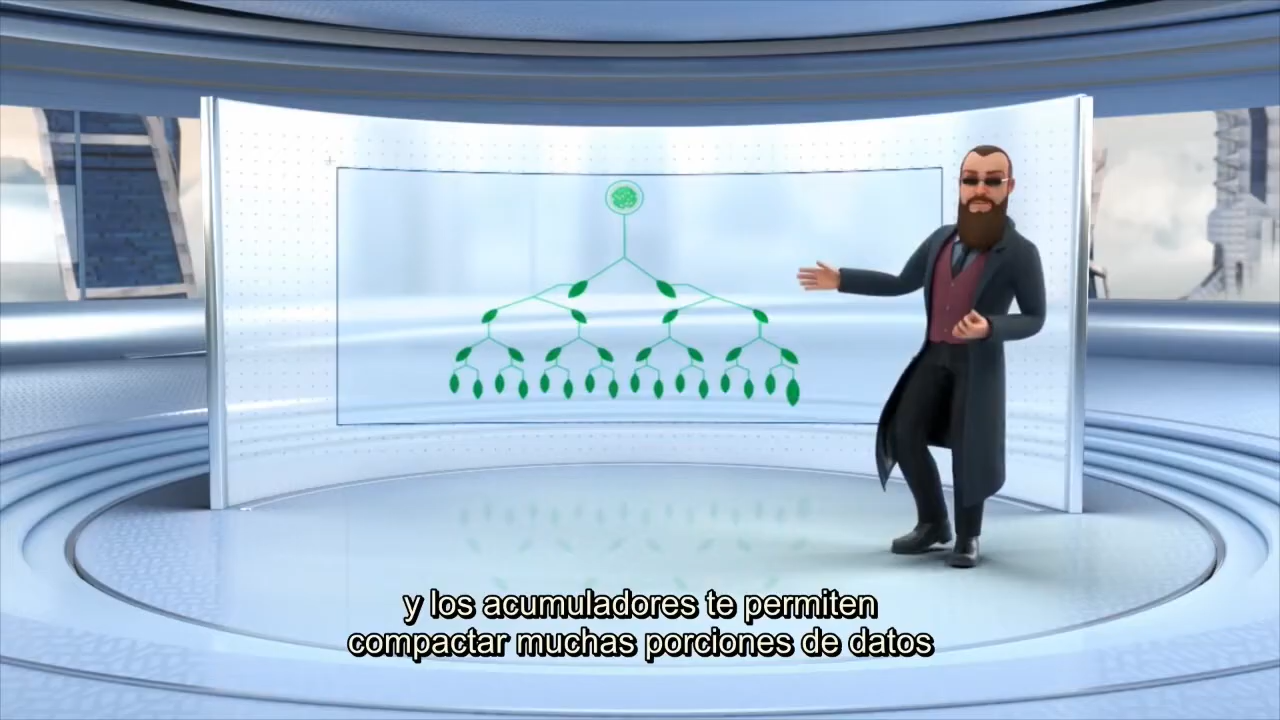 y los acumuladores te permiten
compactar muchas porciones de datos